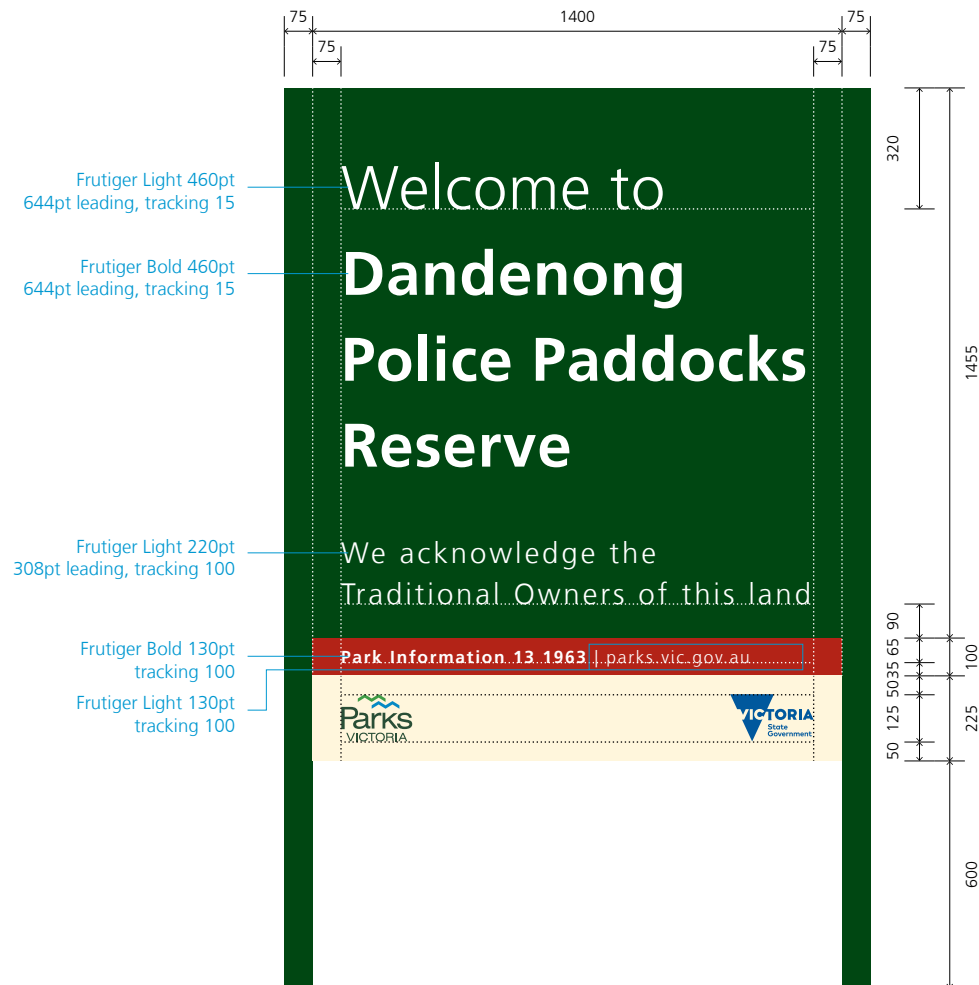 75
1400
75
75
75
320
Frutiger Light 460pt
644pt leading, tracking 15
Welcome to
Frutiger Bold 460pt
644pt leading, tracking 15
Dandenong
Police Paddocks
Reserve
1455
Frutiger Light 220pt
308pt leading, tracking 100
We acknowledge the
Traditional Owners of this land
90
Frutiger Bold 130pt
tracking 100
Park Information 13 1963 | parks.vic.gov.au
65
35
100
Frutiger Light 130pt
tracking 100
Parks
VICTORIA
VICTORIA
State
Government
50
125
50
225
600